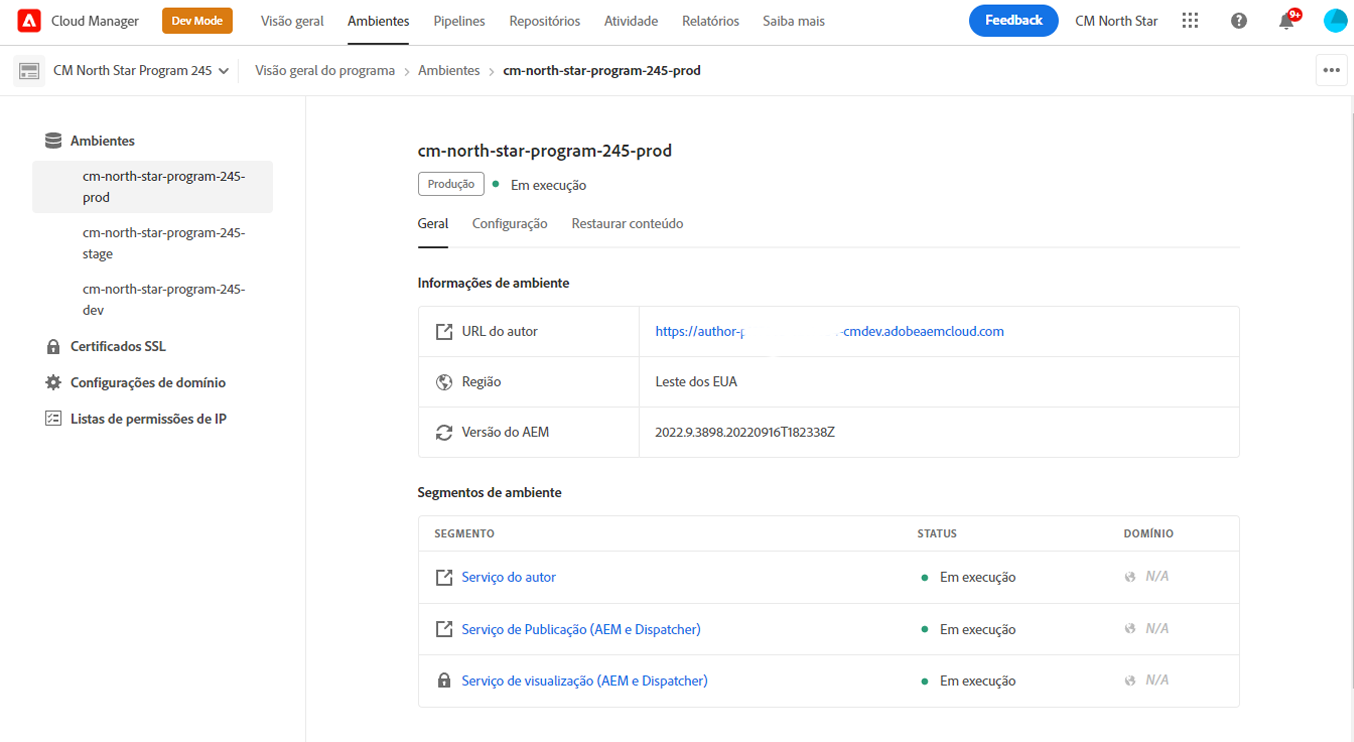 Cloud Manager Dev Mode Visão geral Ambientes Pipelines Repositórios Atividade Relatórios Saiba mais Feedback CM North Star 9+
CM North Star Program 245 Visão geral do programa Ambientes cm-north-star-program-245-prod
Ambientes
cm-north-star-program-245-
prod
cm-north-star-program-245-
stage
cm-north-star-program-245-
dev
Certificados SSL
Configurações de domínio
Listas de permissões de IP
cm-north-star-program-245-prod
Produção Em execução
Geral Configuração Restaurar conteúdo
Informações de ambiente
URL do autor https://author- -cmdev.adobeaemcloud.com
Região Leste dos EUA
Versão do AEM 2022.9.3898.20220916T182338Z
Segmentos de ambiente
SEGMENTO STATUS DOMÍNIO
Serviço do autor Em execução N/A
Serviço de Publicação (AEM e Dispatcher) Em execução N/A
Serviço de visualização (AEM e Dispatcher) Em execução N/A